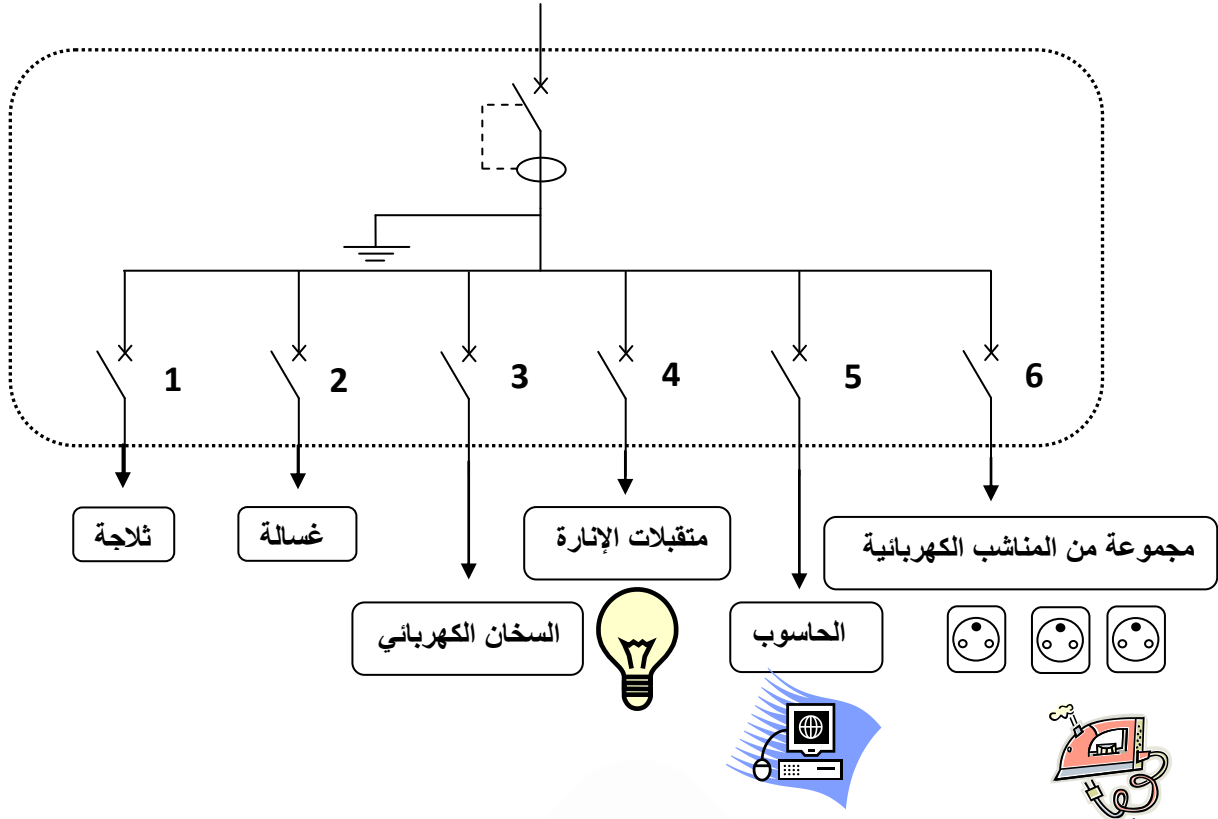 1
2
3
4
5
6
ثلاجة
غسالة
متقبلات الإنارة
مجموعة من المناشب الكهربائية
السخان الكهربائي
الحاسوب